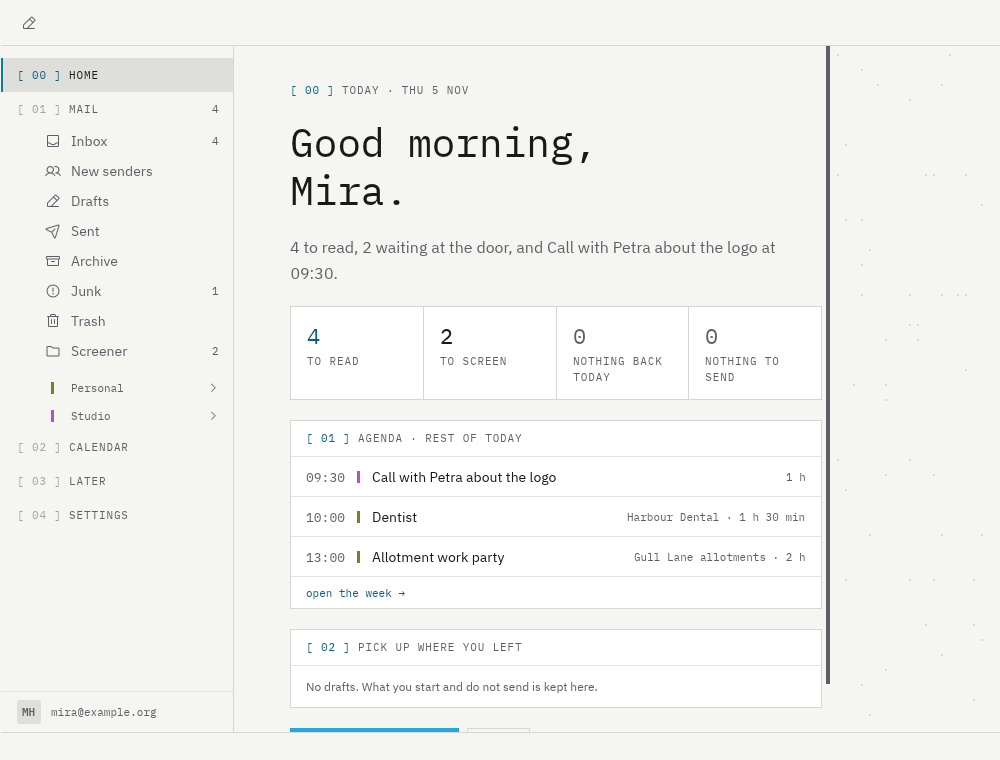 [ 00 ] HOME
[ 01 ] MAIL 4
Inbox 4
New senders
Drafts
Sent
Archive
Junk 1
Trash
Screener 2
Personal
Studio
[ 02 ] CALENDAR
[ 03 ] LATER
[ 04 ] SETTINGS
MH mira@example.org
[ 00 ] TODAY · THU 5 NOV
Good morning,
Mira.
4 to read, 2 waiting at the door, and Call with Petra about the logo at
09:30.
4 2 0 0
TO READ TO SCREEN NOTHING BACK NOTHING TO
TODAY SEND
[ 01 ] AGENDA · REST OF TODAY
09:30 Call with Petra about the logo 1 h
10:00 Dentist Harbour Dental · 1 h 30 min
13:00 Allotment work party Gull Lane allotments · 2 h
open the week →
[ 02 ] PICK UP WHERE YOU LEFT
No drafts. What you start and do not send is kept here.